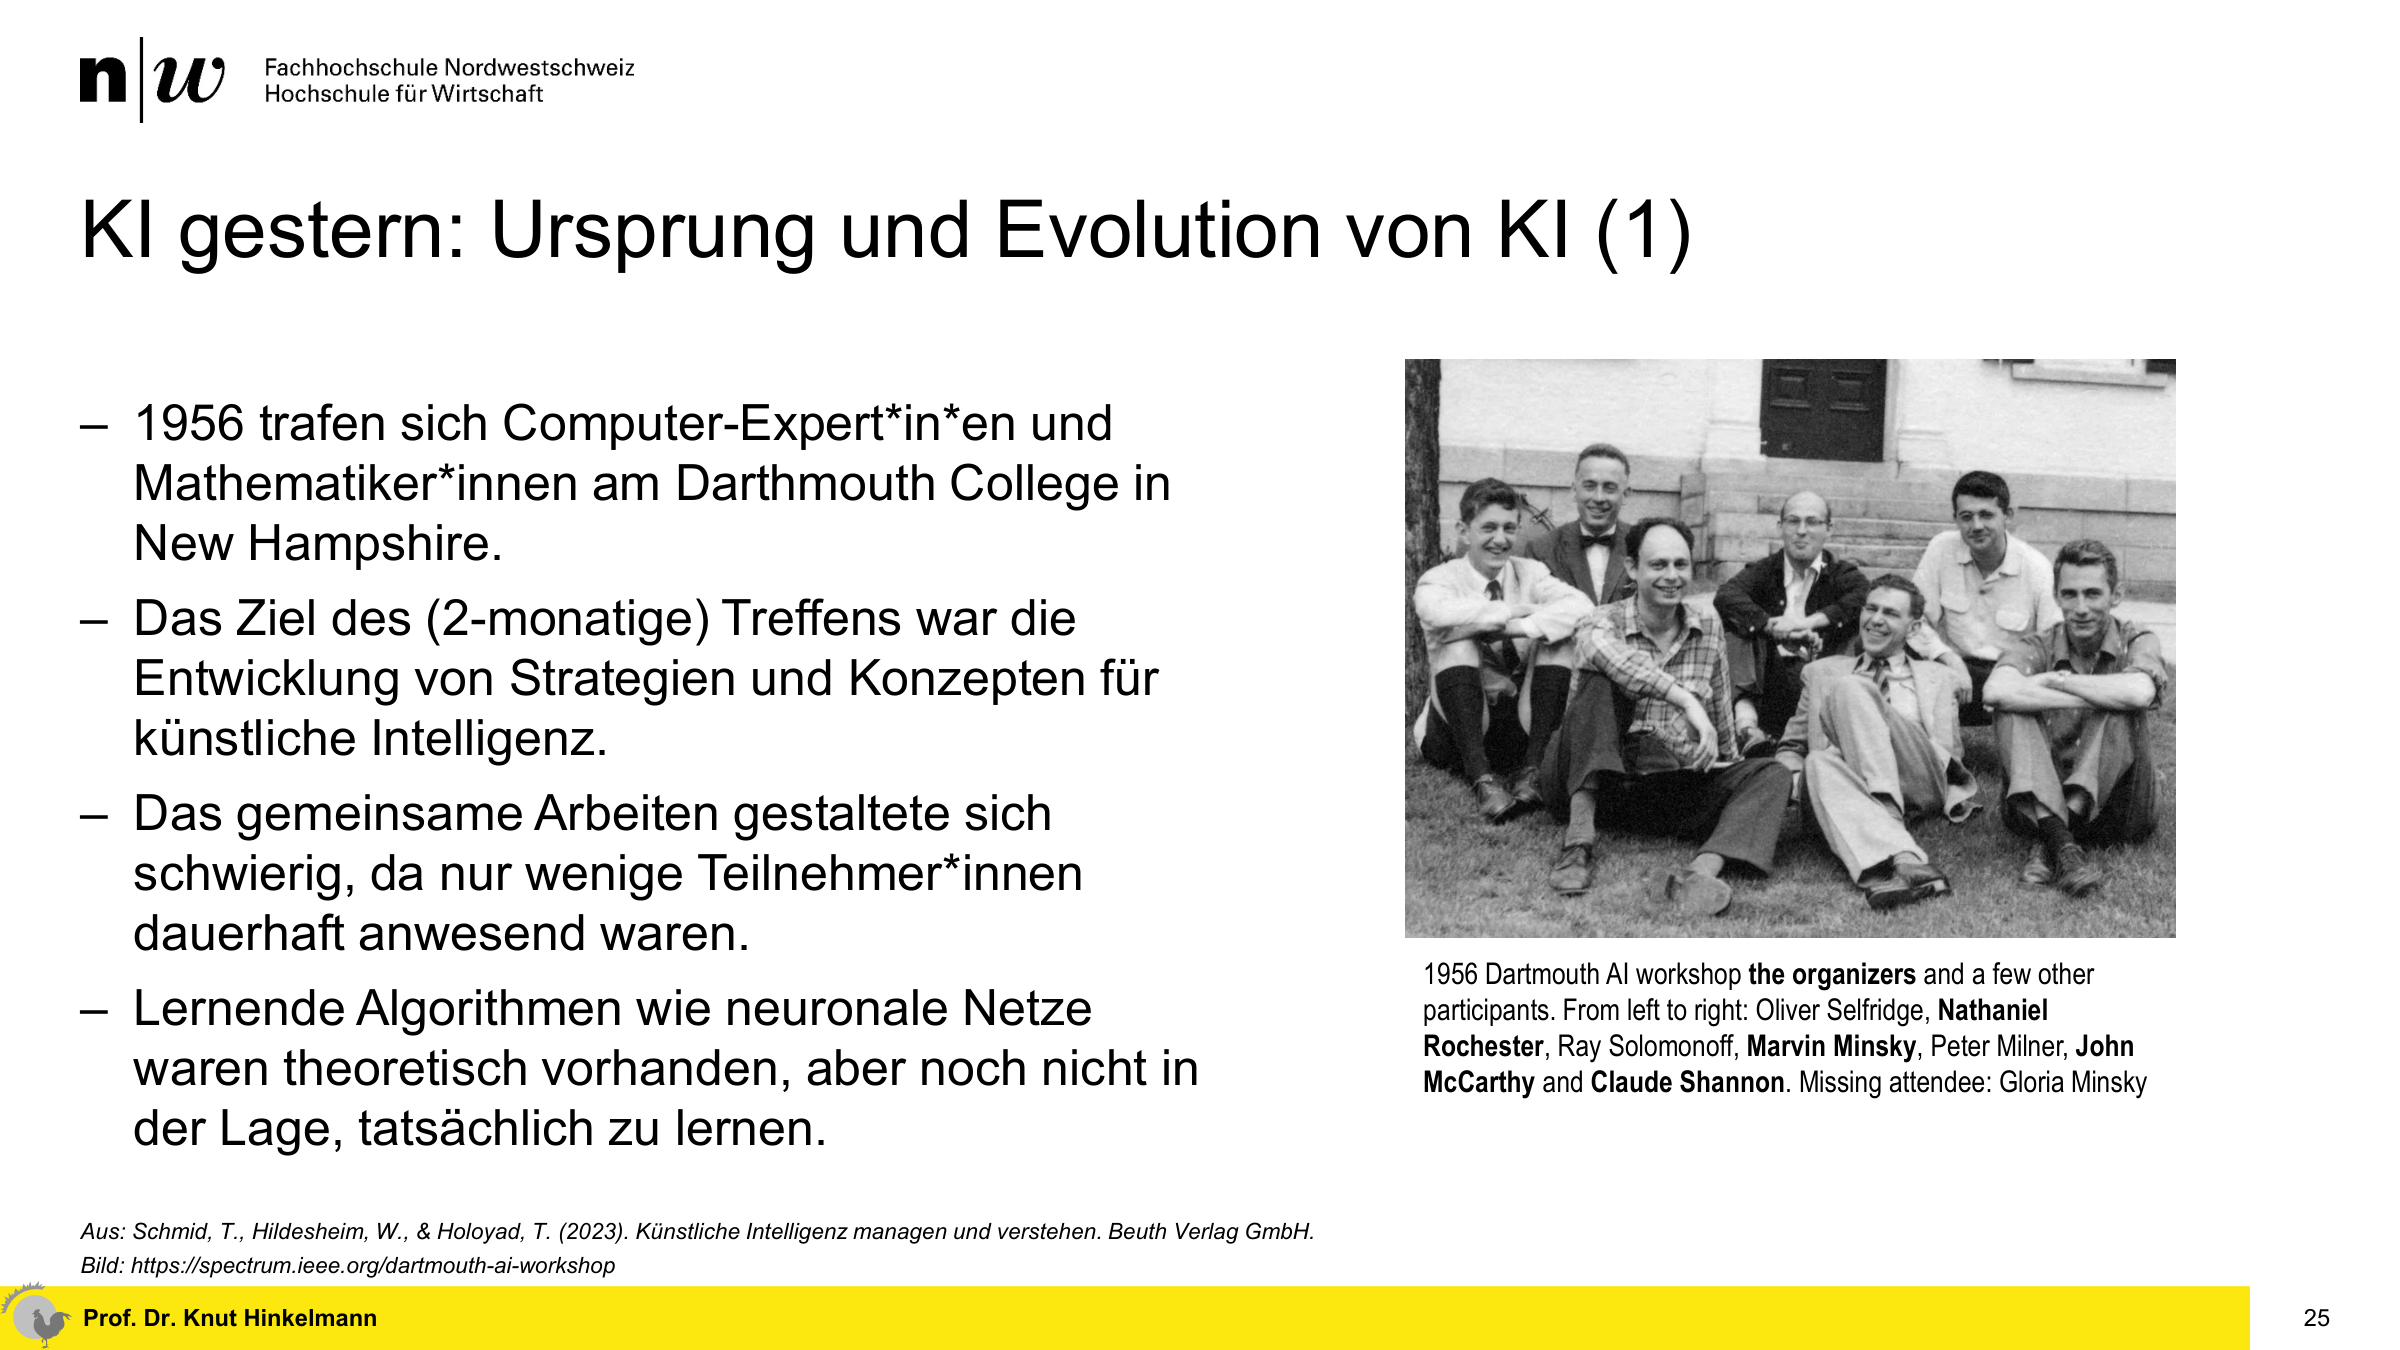 n|w
Fachhochschule Nordwestschweiz
Hochschule für Wirtschaft
KI gestern: Ursprung und Evolution von KI (1)
– 1956 trafen sich Computer-Expert*in*en und
Mathematiker*innen am Darthmouth College in
New Hampshire.
– Das Ziel des (2-monatige) Treffens war die
Entwicklung von Strategien und Konzepten für
künstliche Intelligenz.
– Das gemeinsame Arbeiten gestaltete sich
schwierig, da nur wenige Teilnehmer*innen
dauerhaft anwesend waren.
– Lernende Algorithmen wie neuronale Netze
waren theoretisch vorhanden, aber noch nicht in
der Lage, tatsächlich zu lernen.
1956 Dartmouth AI workshop the organizers and a few other
participants. From left to right: Oliver Selfridge, Nathaniel
Rochester, Ray Solomonoff, Marvin Minsky, Peter Milner, John
McCarthy and Claude Shannon. Missing attendee: Gloria Minsky
Aus: Schmid, T., Hildesheim, W., & Holoyad, T. (2023). Künstliche Intelligenz managen und verstehen. Beuth Verlag GmbH.
Bild: https://spectrum.ieee.org/dartmouth-ai-workshop
Prof. Dr. Knut Hinkelmann
25